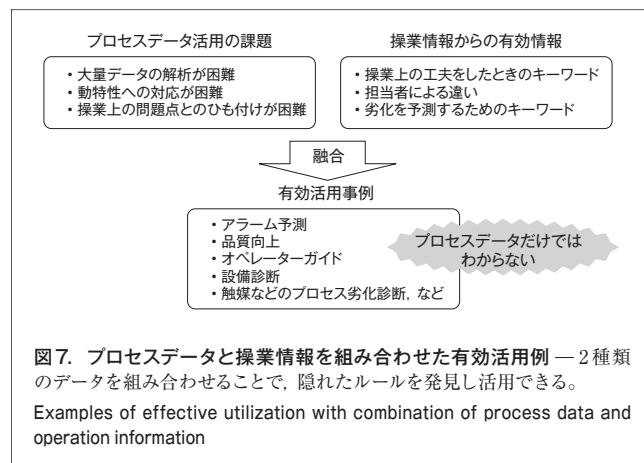 プロセスデータ活用の課題
・大量データの解析が困難
・動特性への対応が困難
・操業上の問題点とのひも付けが困難
操業情報からの有効情報
・操業上の工夫をしたときのキーワード
・担当者による違い
・劣化を予測するためのキーワード
融合
有効活用事例
・アラーム予測
・品質向上
・オペレーターガイド
・設備診断
・触媒などのプロセス劣化診断, など
プロセスデータだけでは
わからない
図7. プロセスデータと操業情報を組み合わせた有効活用例 — 2種類
のデータを組み合わせることで, 隠れたルールを発見し活用できる。
Examples of effective utilization with combination of process data and
operation information